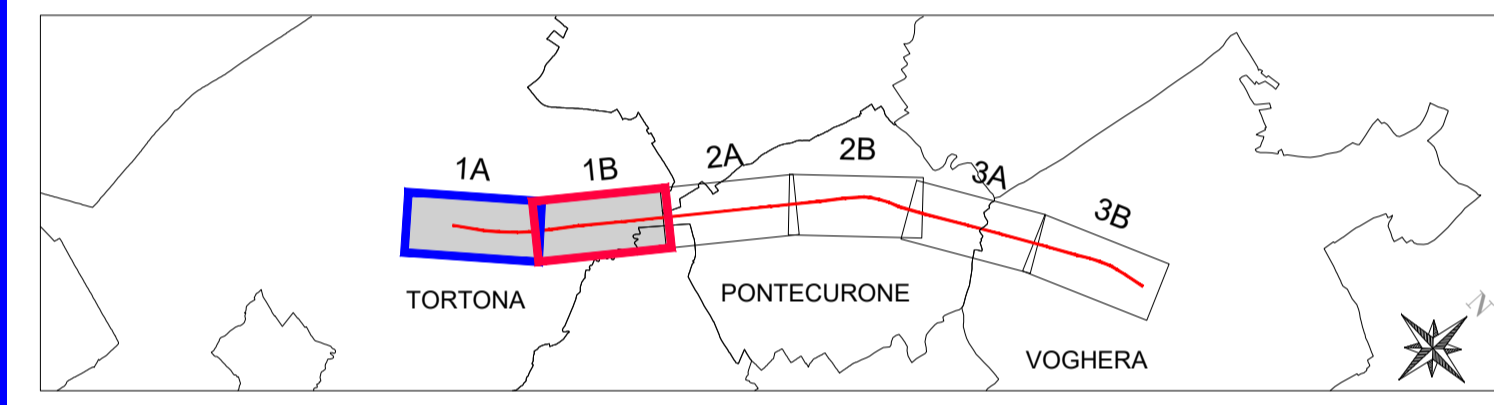 1A
1B
2A
2B
3A
3B
TORTONA
PONTECURONE
VOGHERA
N